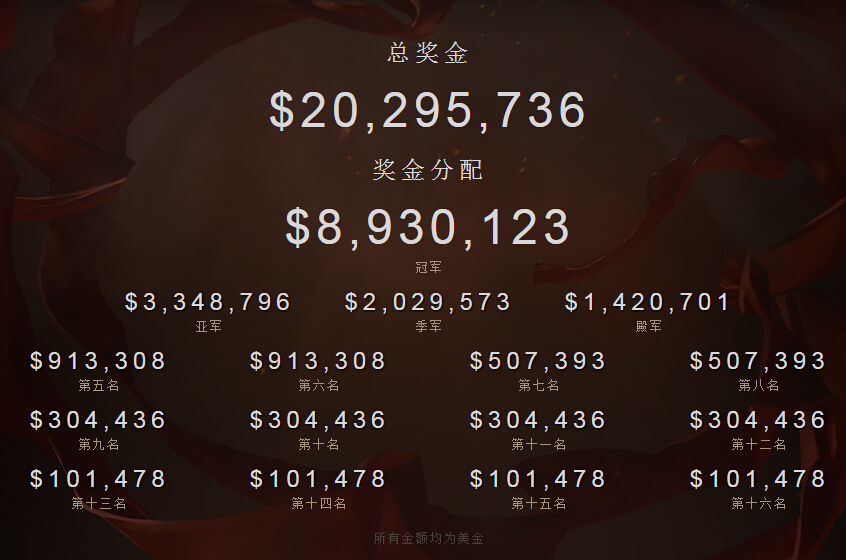 总奖金
$20,295,736
奖金分配
$8,930,123
冠军
$3,348,796 $2,029,573 $1,420,701
亚军 季军 殿军
$913,308 $913,308 $507,393 $507,393
第五名 第六名 第七名 第八名
$304,436 $304,436 $304,436 $304,436
第九名 第十名 第十一名 第十二名
$101,478 $101,478 $101,478 $101,478
第十三名 第十四名 第十五名 第十六名
所有金额均为美金